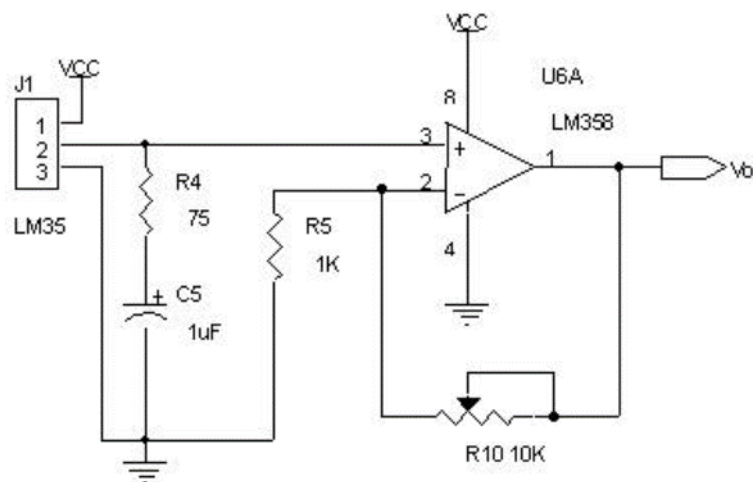 VCC
J1
VCC
1
2
3
LM35
R4
75
C5
+
1uF
R5
1K
U6A
LM358
8
3
+
2
−
1
4
Vo
R10 10K